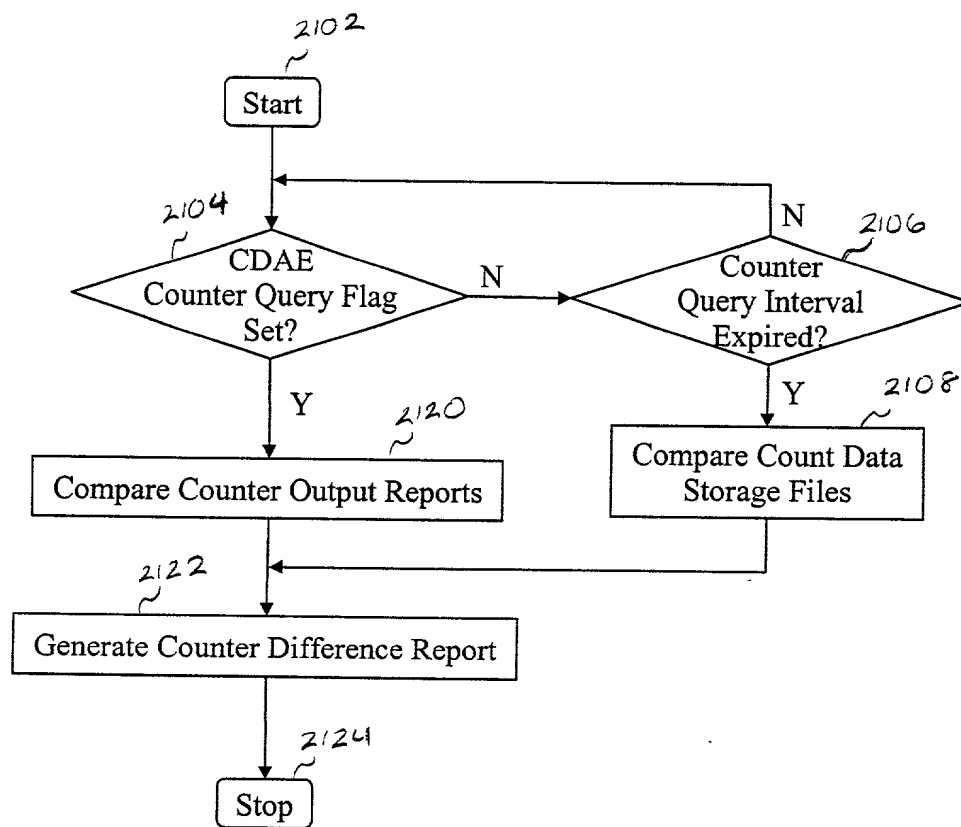 2102
Start
2104
CDAE
Counter Query Flag
Set?
N
N
2106
Counter
Query Interval
Expired?
Y
2120
Compare Counter Output Reports
Y
2108
Compare Count Data
Storage Files
2122
Generate Counter Difference Report
2124
Stop